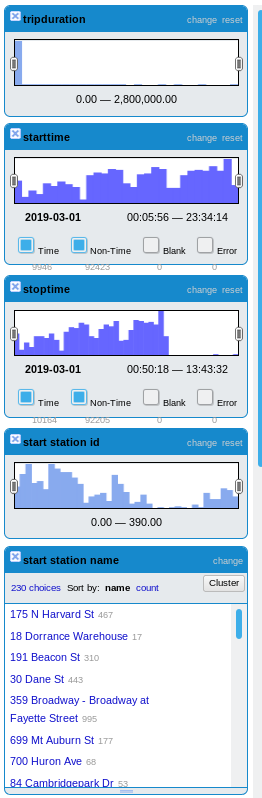 tripduration change reset
0.00 — 2,800,000.00
starttime change reset
2019-03-01 00:05:56 — 23:34:14
Time Non-Time Blank Error
9946 92423 0 0
stoptime change reset
2019-03-01 00:50:18 — 13:43:32
Time Non-Time Blank Error
10164 92205 0 0
start station id change reset
0.00 — 390.00
start station name change
230 choices Sort by: name count Cluster
175 N Harvard St 467
18 Dorrance Warehouse 17
191 Beacon St 310
30 Dane St 443
359 Broadway - Broadway at
Fayette Street 995
699 Mt Auburn St 177
700 Huron Ave 68
84 Cambridgepark Dr 53